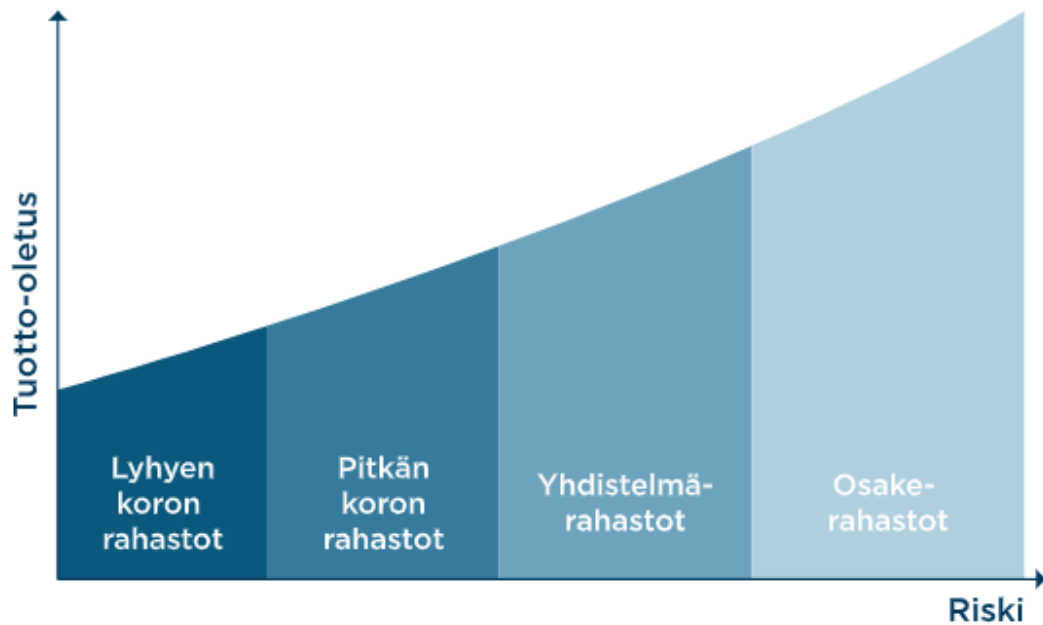 Tuotto-oletus
Lyhyen
koron
rahastot
Pitkän
koron
rahastot
Yhdistelmä-
rahastot
Osake-
rahastot
Riski